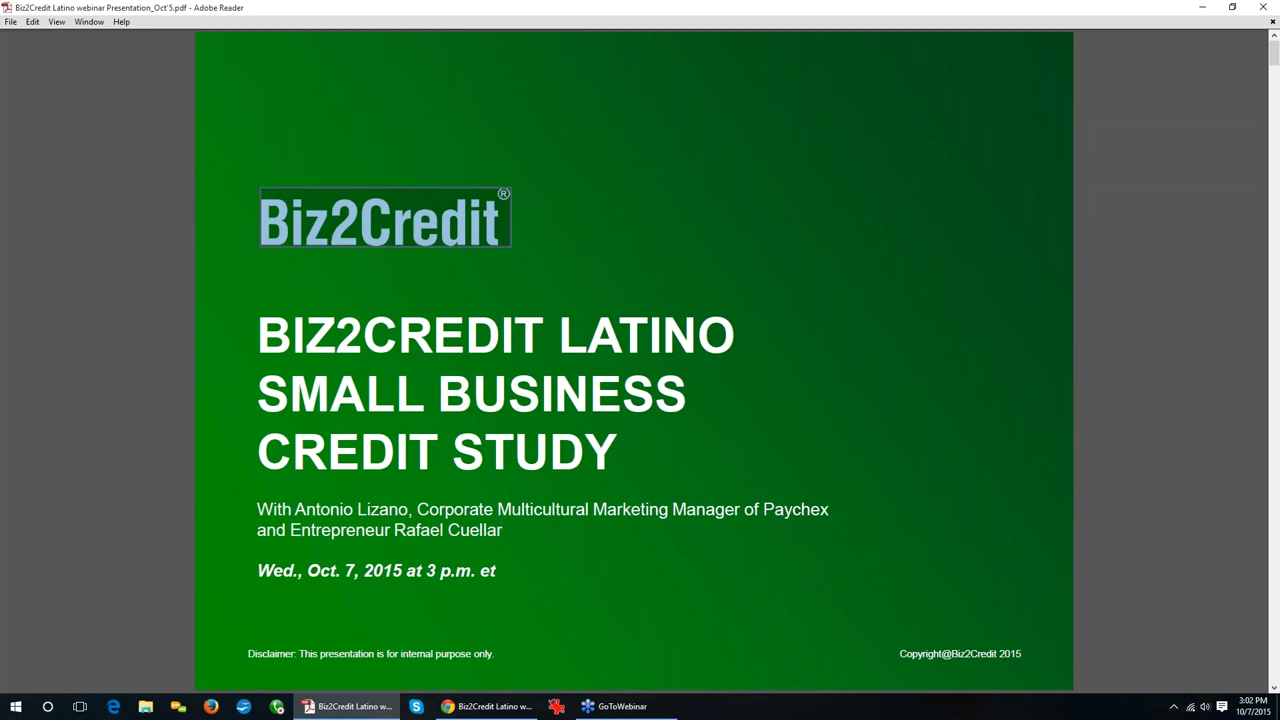 Biz2Credit Latino webinar Presentation_Oct'5.pdf - Adobe Reader
File Edit View Window Help
Biz2Credit®
BIZ2CREDIT LATINO
SMALL BUSINESS
CREDIT STUDY
With Antonio Lizano, Corporate Multicultural Marketing Manager of Paychex
and Entrepreneur Rafael Cuellar
Wed., Oct. 7, 2015 at 3 p.m. et
Disclaimer: This presentation is for internal purpose only. Copyright@Biz2Credit 2015
Biz2Credit Latino w... Biz2Credit Latino w... GoToWebinar 3:02 PM
10/7/2015